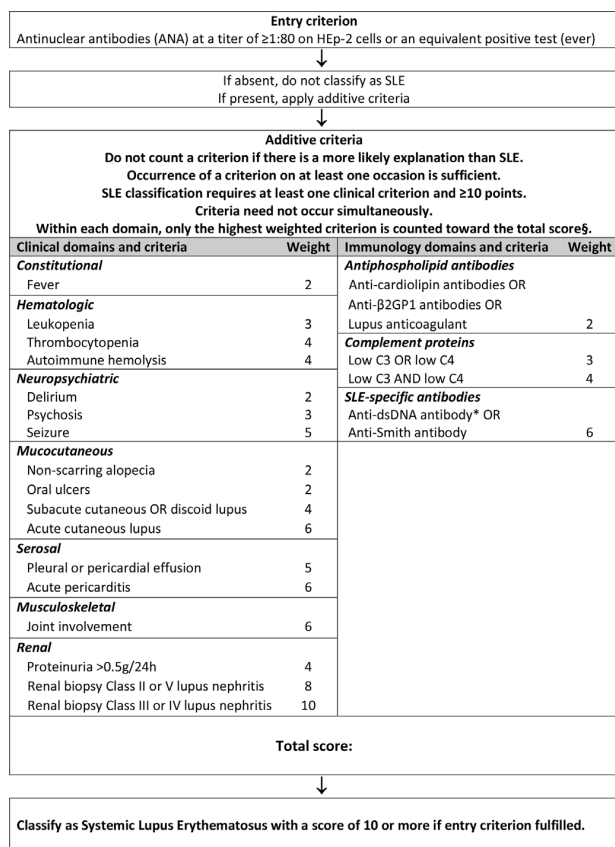 Entry criterion
Antinuclear antibodies (ANA) at a titer of ≥1:80 on HEp-2 cells or an equivalent positive test (ever)
↓
If absent, do not classify as SLE
If present, apply additive criteria
↓
Additive criteria
Do not count a criterion if there is a more likely explanation than SLE.
Occurrence of a criterion on at least one occasion is sufficient.
SLE classification requires at least one clinical criterion and ≥10 points.
Criteria need not occur simultaneously.
Within each domain, only the highest weighted criterion is counted toward the total score§.
Clinical domains and criteria Weight
Constitutional
Fever 2
Hematologic
Leukopenia 3
Thrombocytopenia 4
Autoimmune hemolysis 4
Neuropsychiatric
Delirium 2
Psychosis 3
Seizure 5
Mucocutaneous
Non-scarring alopecia 2
Oral ulcers 2
Subacute cutaneous OR discoid lupus 4
Acute cutaneous lupus 6
Serosal
Pleural or pericardial effusion 5
Acute pericarditis 6
Musculoskeletal
Joint involvement 6
Renal
Proteinuria >0.5g/24h 4
Renal biopsy Class II or V lupus nephritis 8
Renal biopsy Class III or IV lupus nephritis 10
Immunology domains and criteria Weight
Antiphospholipid antibodies
Anti-cardiolipin antibodies OR
Anti-β2GP1 antibodies OR
Lupus anticoagulant 2
Complement proteins
Low C3 OR low C4 3
Low C3 AND low C4 4
SLE-specific antibodies
Anti-dsDNA antibody* OR
Anti-Smith antibody 6
Total score:
↓
Classify as Systemic Lupus Erythematosus with a score of 10 or more if entry criterion fulfilled.